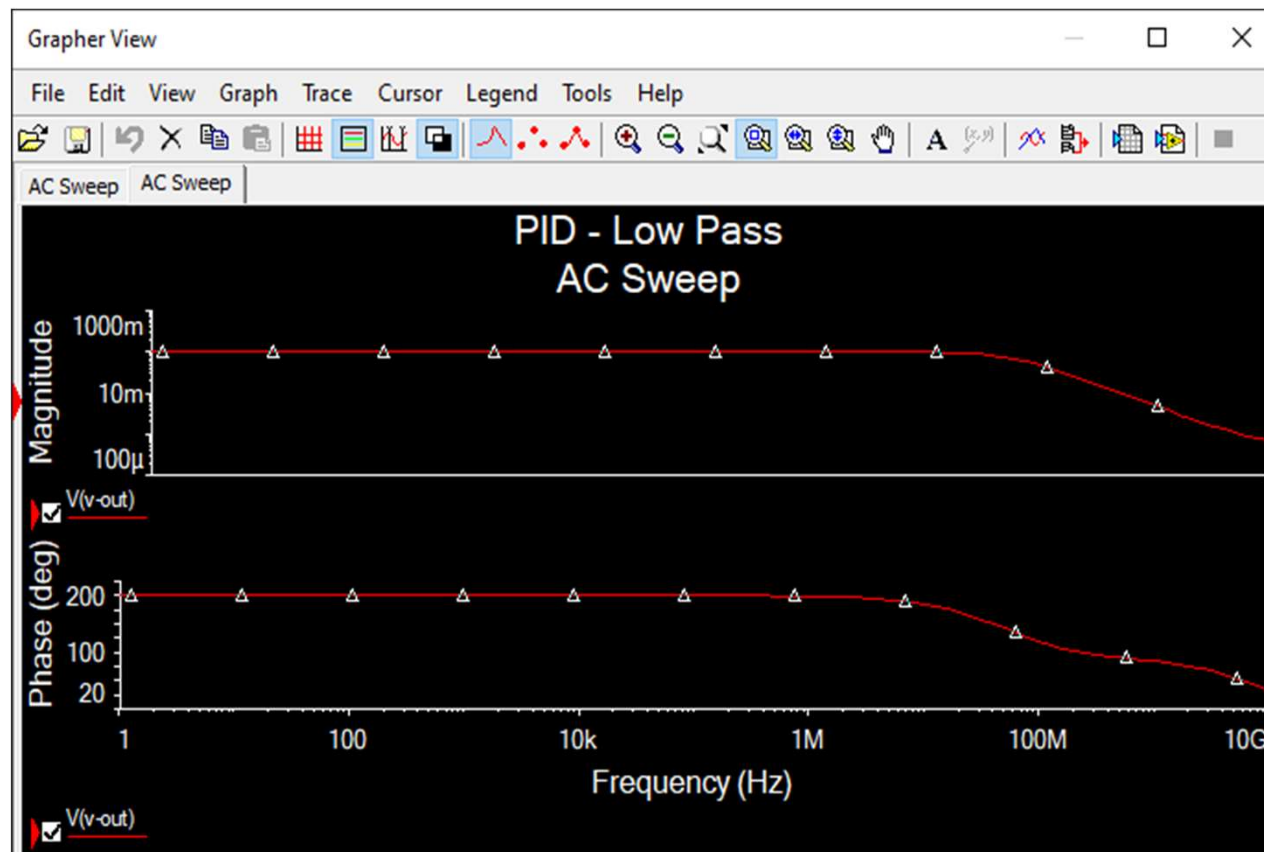 Grapher View
File Edit View Graph Trace Cursor Legend Tools Help
A (x,y)
AC Sweep AC Sweep
PID - Low Pass
AC Sweep
Magnitude
1000m
10m
100µ
V(v-out)
Phase (deg)
200
100
20
1 100 10k 1M 100M 10G
Frequency (Hz)
V(v-out)